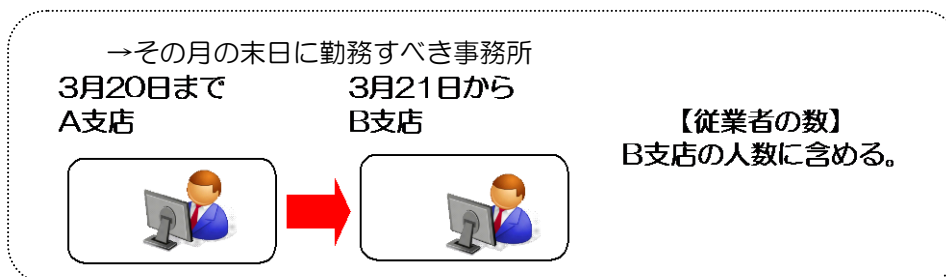 →その月の末日に勤務すべき事務所
3月20日まで
A支店
3月21日から
B支店
【従業者の数】
B支店の人数に含める。